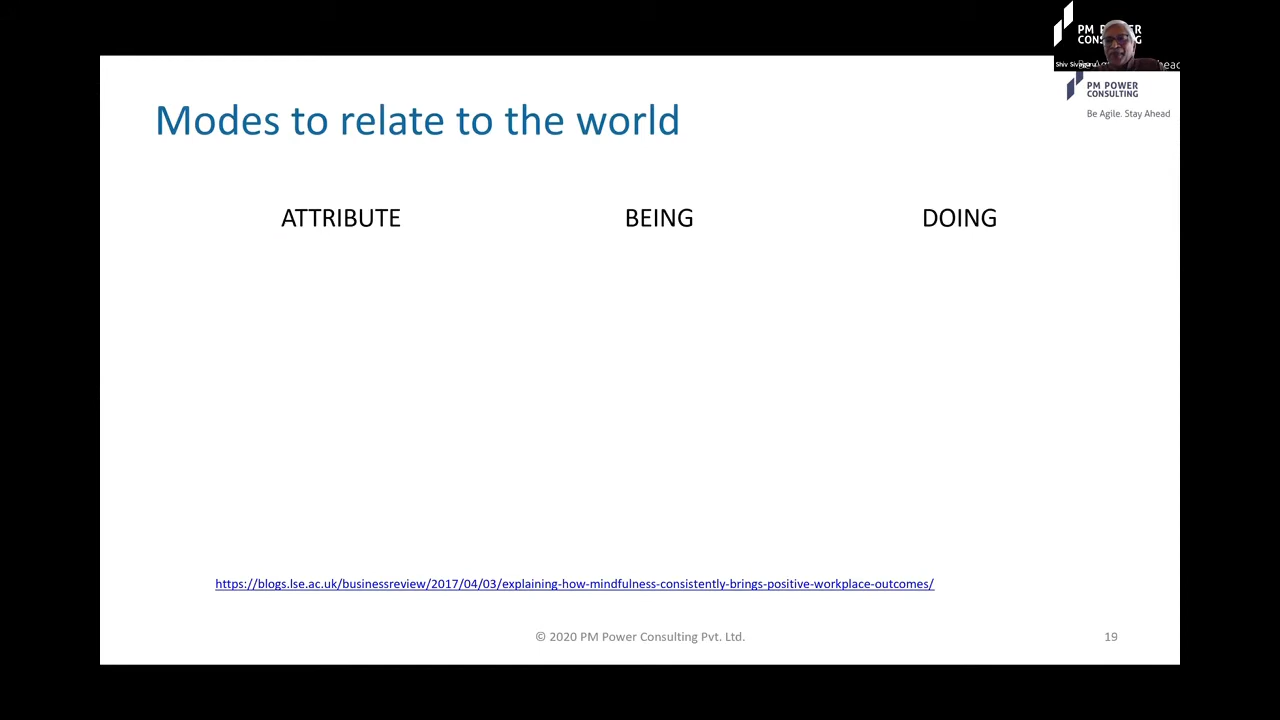 PM POWER
CONSULTING
Shiv Sivaguru
PM POWER
CONSULTING
Be Agile. Stay Ahead
Modes to relate to the world
ATTRIBUTE BEING DOING
https://blogs.lse.ac.uk/businessreview/2017/04/03/explaining-how-mindfulness-consistently-brings-positive-workplace-outcomes/
© 2020 PM Power Consulting Pvt. Ltd. 19